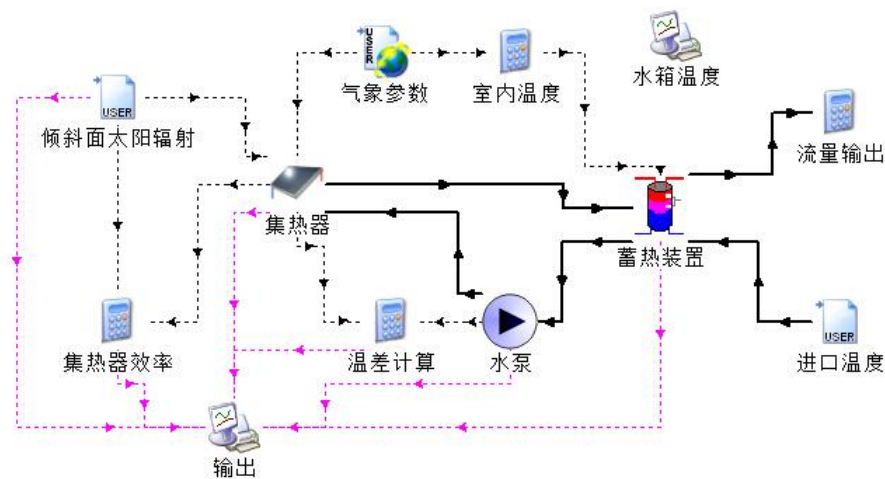 USER
气象参数
室内温度
水箱温度
USER
倾斜面太阳辐射
流量输出
集热器
蓄热装置
集热器效率
温差计算
水泵
USER
进口温度
输出